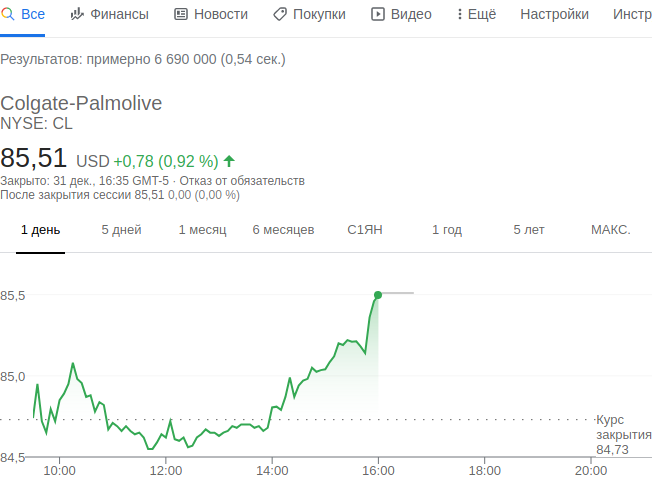 Все Финансы Новости Покупки Видео Ещё Настройки Инстр
Результатов: примерно 6 690 000 (0,54 сек.)
Colgate-Palmolive
NYSE: CL
85,51 USD +0,78 (0,92 %)
Закрыто: 31 дек., 16:35 GMT-5 · Отказ от обязательств
После закрытия сессии 85,51 0,00 (0,00 %)
1 день 5 дней 1 месяц 6 месяцев С1ЯН 1 год 5 лет МАКС.
85,5
85,0
Курс
закрытия
84,73
84,5
10:00 12:00 14:00 16:00 18:00 20:00